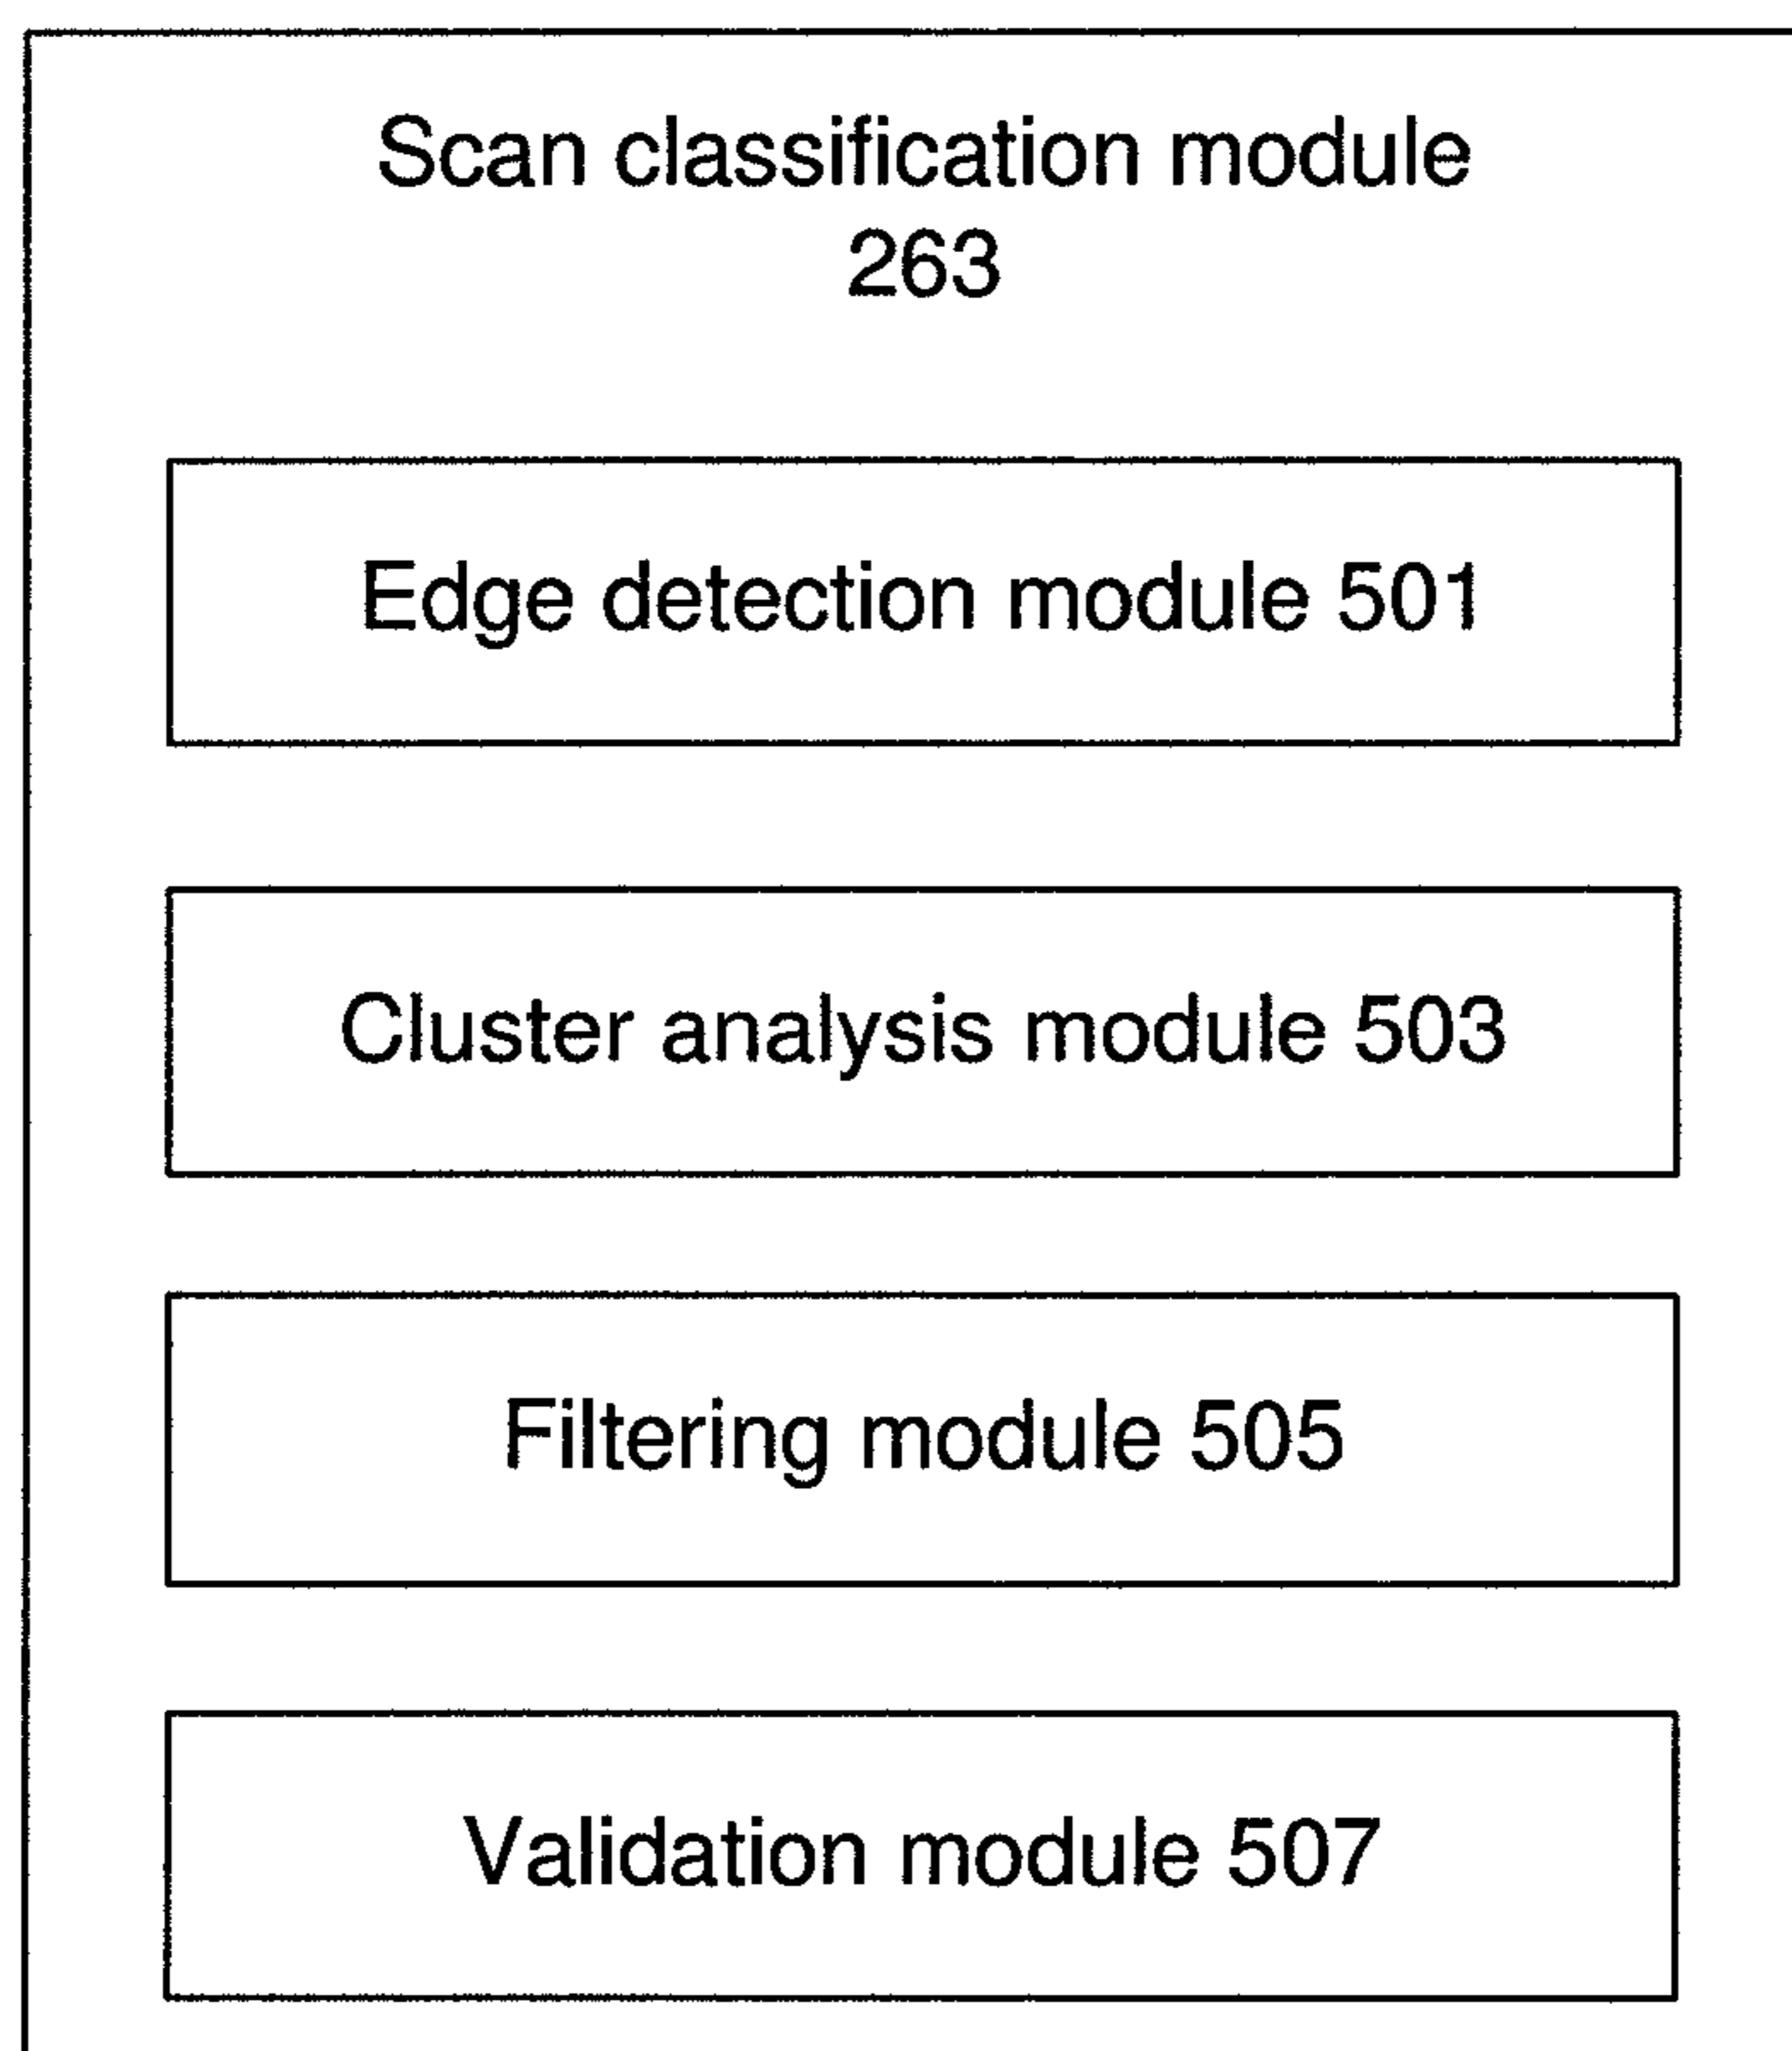 Scan classification module
263
Edge detection module 501
Cluster analysis module 503
Filtering module 505
Validation module 507